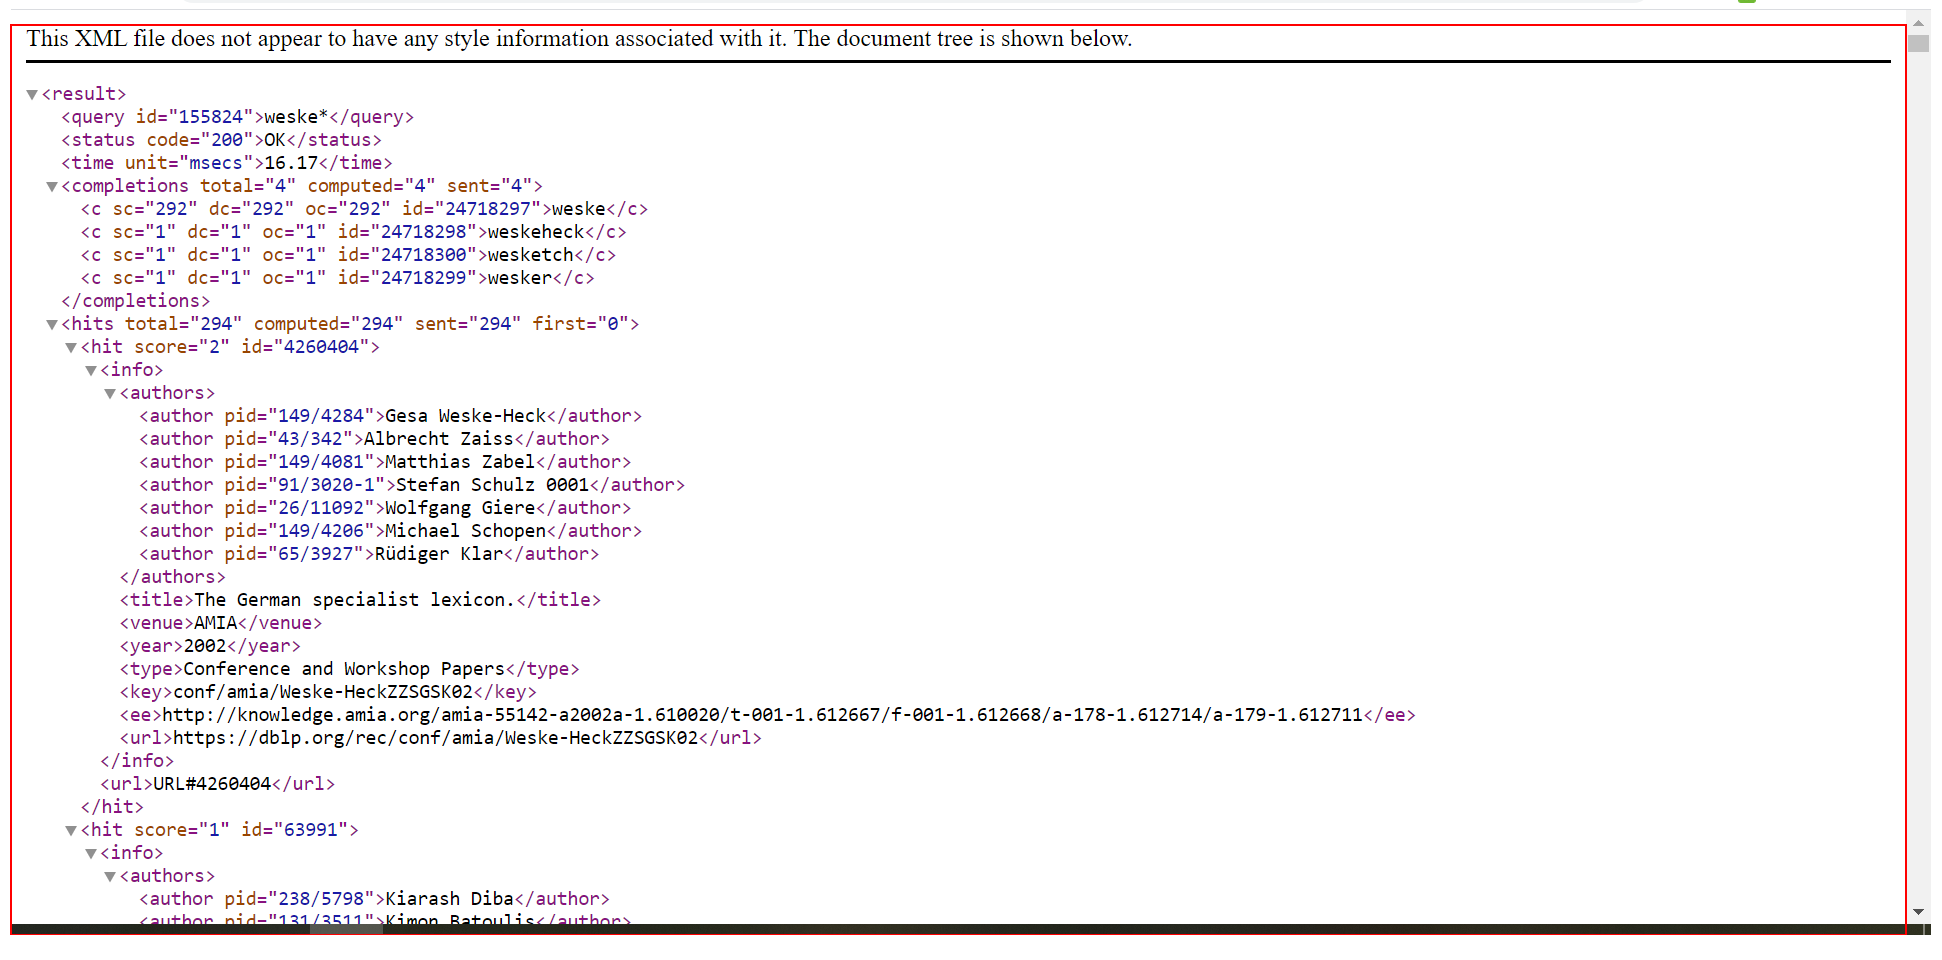 This XML file does not appear to have any style information associated with it. The document tree is shown below.
▼<result>
<query id="155824">weske*</query>
<status code="200">OK</status>
<time unit="msecs">16.17</time>
▼<completions total="4" computed="4" sent="4">
<c sc="292" dc="292" oc="292" id="24718297">weske</c>
<c sc="1" dc="1" oc="1" id="24718298">weskeheck</c>
<c sc="1" dc="1" oc="1" id="24718300">wesketch</c>
<c sc="1" dc="1" oc="1" id="24718299">wesker</c>
</completions>
▼<hits total="294" computed="294" sent="294" first="0">
▼<hit score="2" id="4260404">
▼<info>
▼<authors>
<author pid="149/4284">Gesa Weske-Heck</author>
<author pid="43/342">Albrecht Zaiss</author>
<author pid="149/4081">Matthias Zabel</author>
<author pid="91/3020-1">Stefan Schulz 0001</author>
<author pid="26/11092">Wolfgang Giere</author>
<author pid="149/4206">Michael Schopen</author>
<author pid="65/3927">Rüdiger Klar</author>
</authors>
<title>The German specialist lexicon.</title>
<venue>AMIA</venue>
<year>2002</year>
<type>Conference and Workshop Papers</type>
<key>conf/amia/Weske-HeckZZSGSK02</key>
<ee>http://knowledge.amia.org/amia-55142-a2002a-1.610020/t-001-1.612667/f-001-1.612668/a-178-1.612714/a-179-1.612711</ee>
<url>https://dblp.org/rec/conf/amia/Weske-HeckZZSGSK02</url>
</info>
<url>URL#4260404</url>
</hit>
▼<hit score="1" id="63991">
▼<info>
▼<authors>
<author pid="238/5798">Kiarash Diba</author>
<author pid="131/3511">Kimon Batoulis</author>